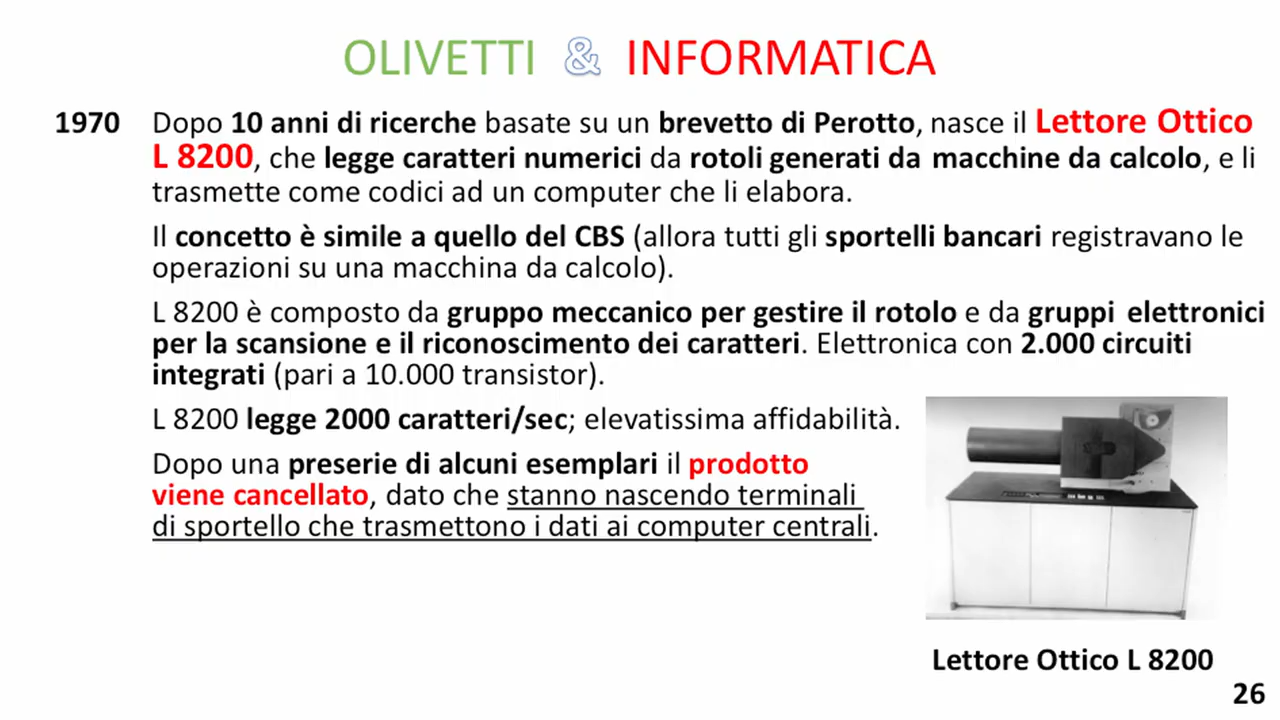 OLIVETTI & INFORMATICA
1970 Dopo 10 anni di ricerche basate su un brevetto di Perotto, nasce il Lettore Ottico
L 8200, che legge caratteri numerici da rotoli generati da macchine da calcolo, e li
trasmette come codici ad un computer che li elabora.
Il concetto è simile a quello del CBS (allora tutti gli sportelli bancari registravano le
operazioni su una macchina da calcolo).
L 8200 è composto da gruppo meccanico per gestire il rotolo e da gruppi elettronici
per la scansione e il riconoscimento dei caratteri. Elettronica con 2.000 circuiti
integrati (pari a 10.000 transistor).
L 8200 legge 2000 caratteri/sec; elevatissima affidabilità.
Dopo una preserie di alcuni esemplari il prodotto
viene cancellato, dato che stanno nascendo terminali
di sportello che trasmettono i dati ai computer centrali.
Lettore Ottico L 8200
26